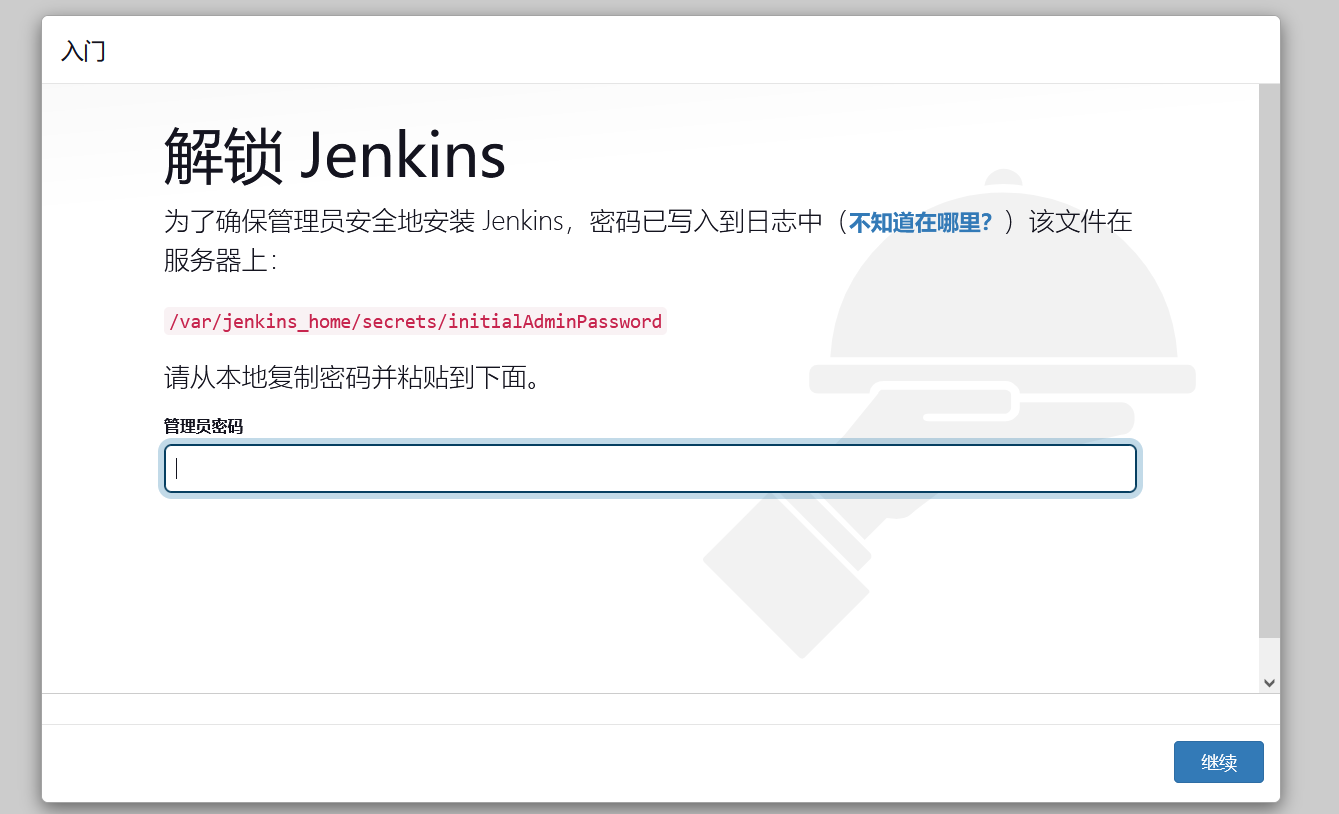 入门
解锁 Jenkins
为了确保管理员安全地安装 Jenkins，密码已写入到日志中（不知道在哪里？）该文件在
服务器上：
/var/jenkins_home/secrets/initialAdminPassword
请从本地复制密码并粘贴到下面。
管理员密码
继续